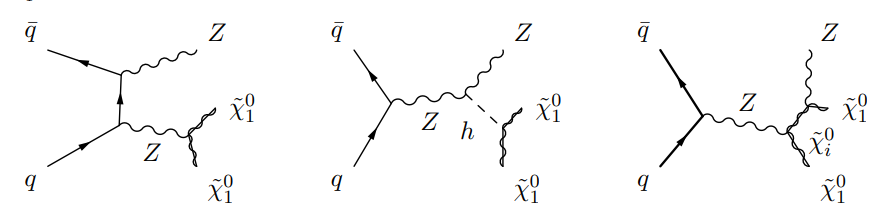 q̄ Z q̄ Z q̄ Z
χ̃₁⁰ χ̃₁⁰ Z χ̃₁⁰
Z Z h χ̃ᵢ⁰
q χ̃₁⁰ q χ̃₁⁰ q χ̃₁⁰